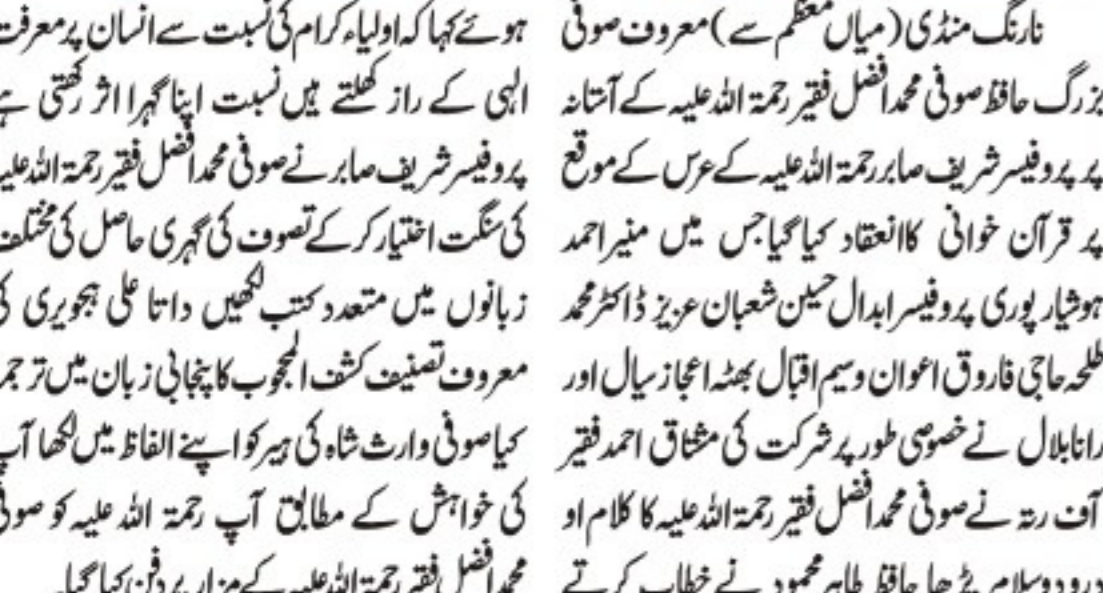 نارنگ منڈی (میاں معظم سے) معروف صوفی
بزرگ حافظ صوفی محمد افضل فقیر رحمۃ اللہ علیہ کے آستانہ
پر پروفیسر شریف صابر رحمۃ اللہ علیہ کے عرس کے موقع
پر قرآن خوانی کا انعقاد کیا گیا جس میں منیر احمد
ہوشیار پوری پروفیسر ابدال حسین شعبان عزیز ڈاکٹر محمد
طلحہ حاجی فاروق اعوان وسیم اقبال بھٹہ اعجاز سیال اور
رانا بلال نے خصوصی طور پر شرکت کی مشتاق احمد فقیر
آف رتہ نے صوفی محمد افضل فقیر رحمۃ اللہ علیہ کا کلام او
درود وسلام پڑھا حافظ طاہر محمود نے خطاب کرتے
ہوئے کہا کہ اولیاء کرام کی نسبت سے انسان پر معرفت
الہی کے راز کھلتے ہیں نسبت اپنا گہرا اثر رکھتی ہے
پروفیسر شریف صابر نے صوفی محمد افضل فقیر رحمۃ اللہ علیہ
کی سنگت اختیار کر کے تصوف کی گہری حاصل کی مختلف
زبانوں میں متعدد کتب لکھیں داتا علی ہجویری کی
معروف تصنیف کشف المحجوب کا پنجابی زبان میں ترجمہ
کیا صوفی وارث شاہ کی ہیر کو اپنے الفاظ میں لکھا آپ
کی خواہش کے مطابق آپ رحمۃ اللہ علیہ کو صوفی
محمد افضل فقیر رحمۃ اللہ علیہ کے مزار پر دفن کیا گیا۔